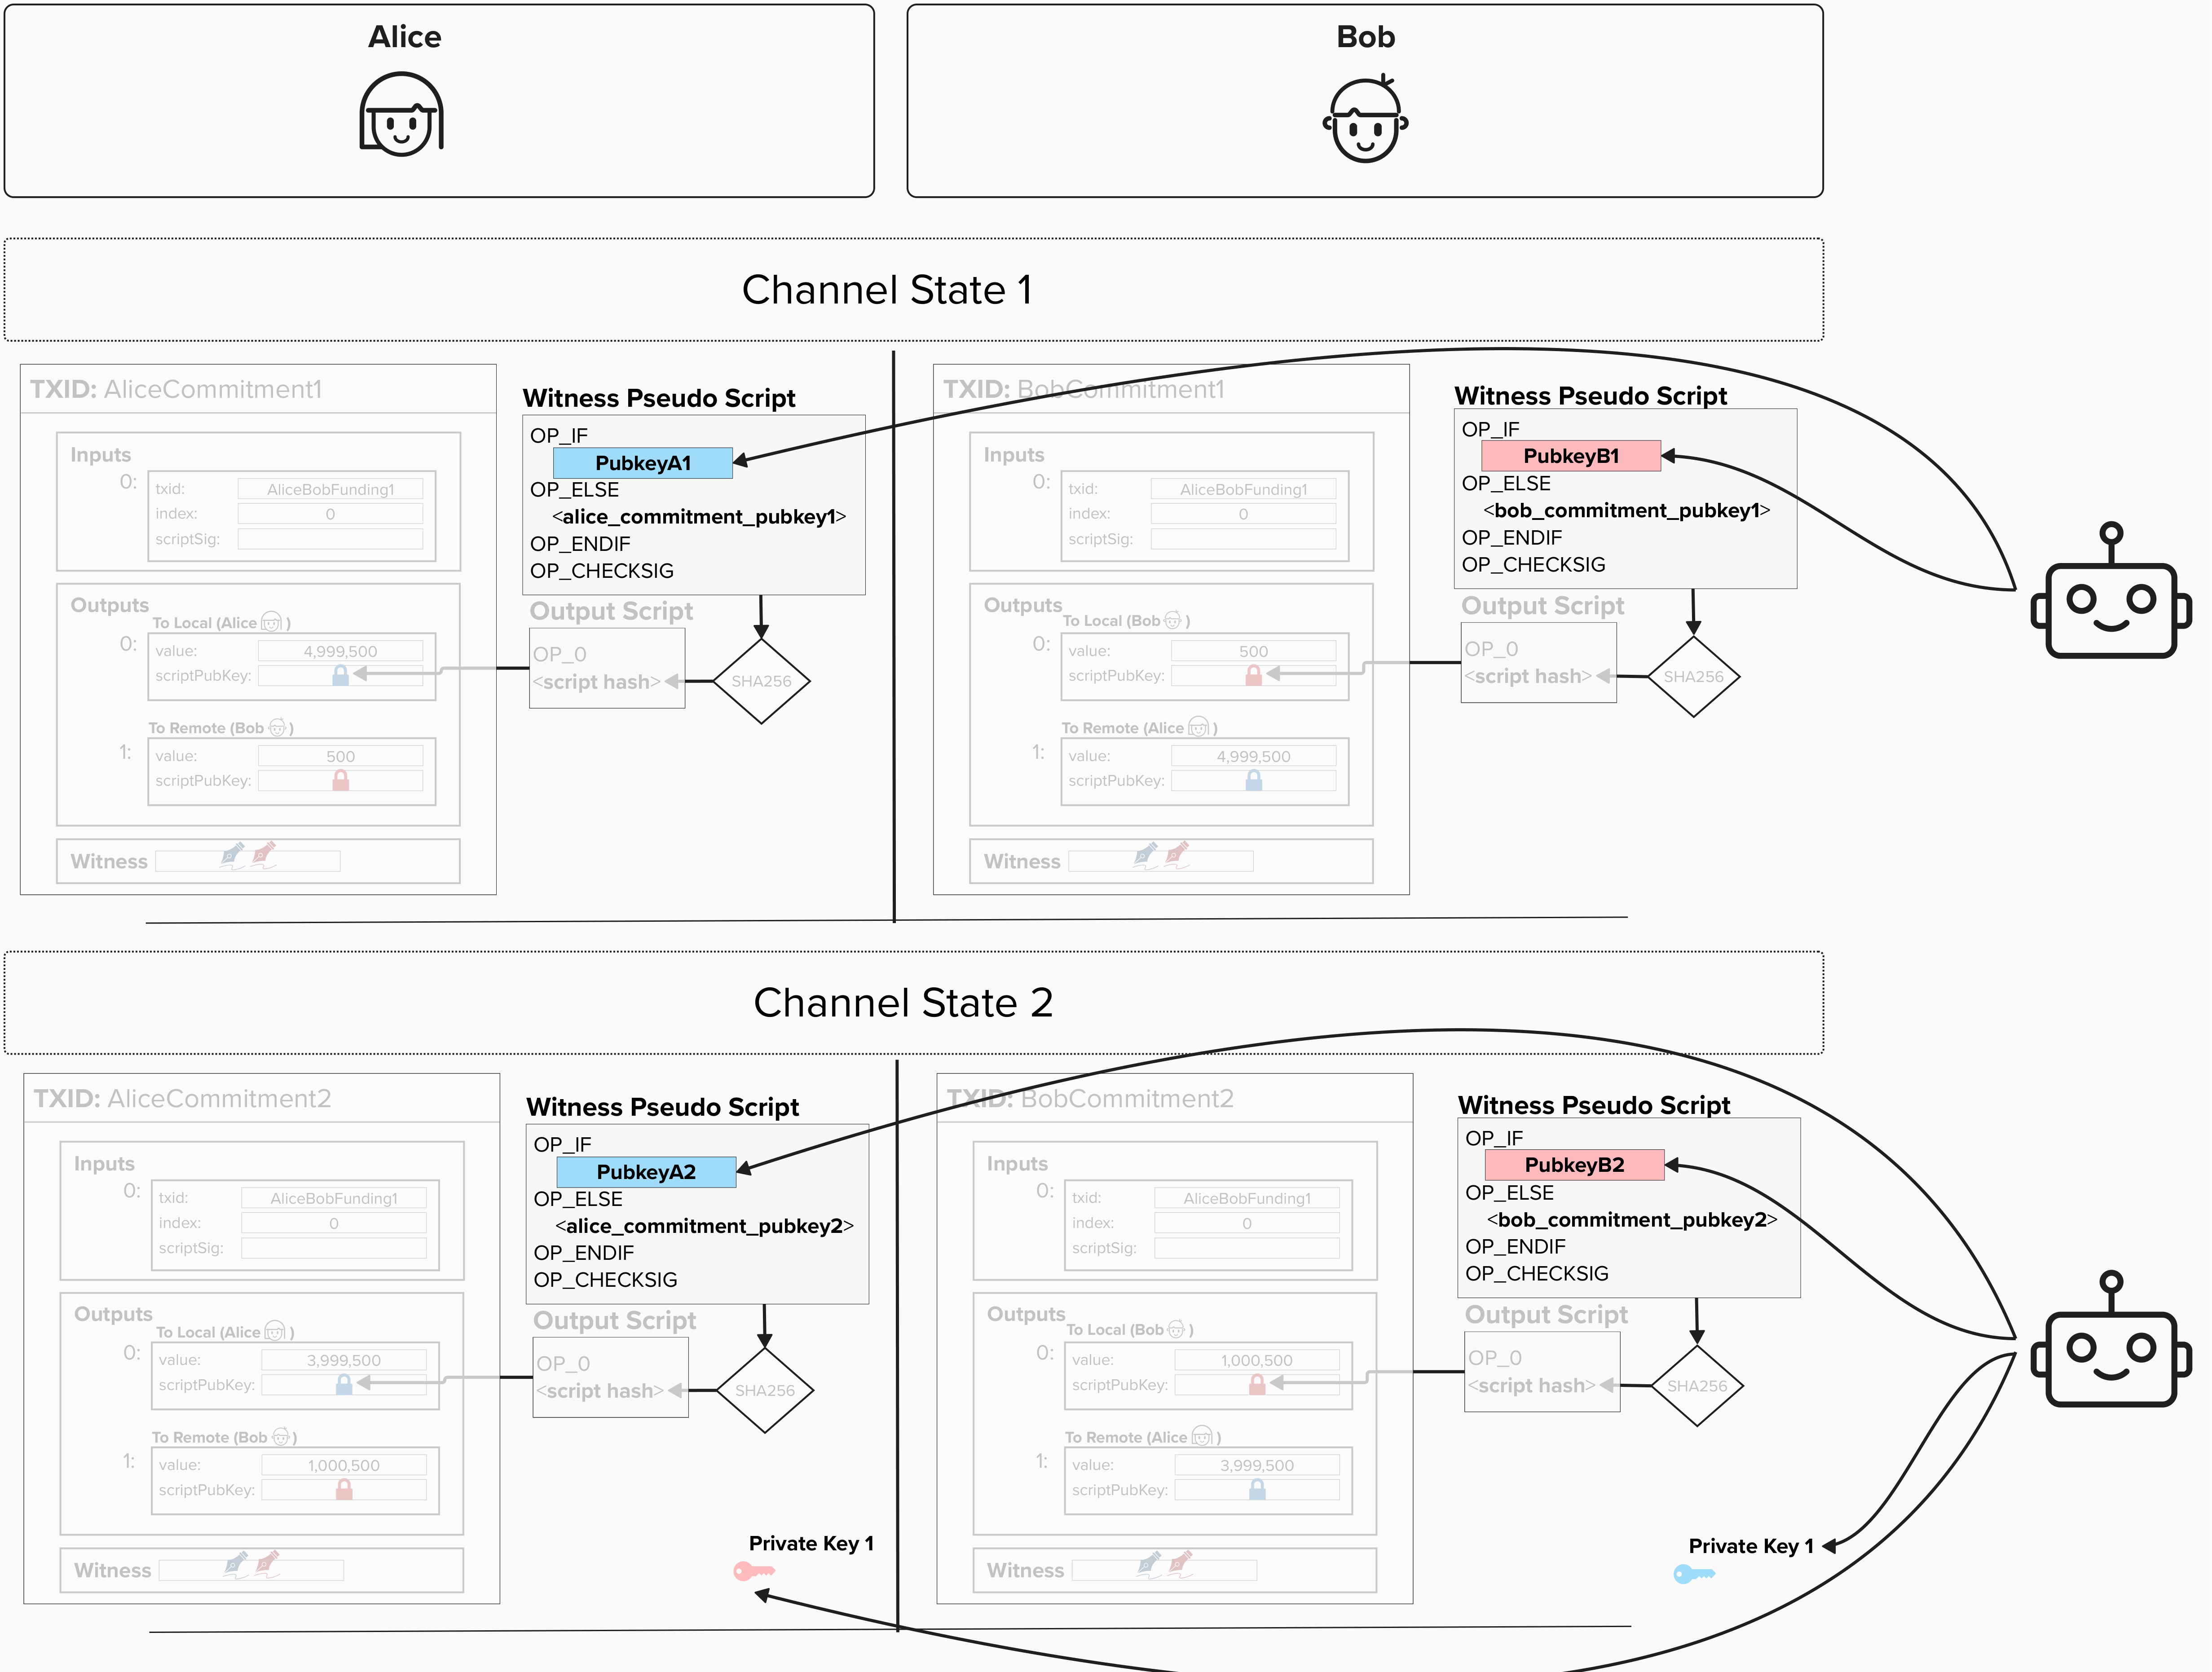 Alice
Bob
Channel State 1
TXID: AliceCommitment1
Inputs
0:
txid:
AliceBobFunding1
index:
0
scriptSig:
Outputs
To Local (Alice )
0:
value:
4,999,500
scriptPubKey:
To Remote (Bob )
1:
value:
500
scriptPubKey:
Witness
Witness Pseudo Script
OP_IF
PubkeyA1
OP_ELSE
<alice_commitment_pubkey1>
OP_ENDIF
OP_CHECKSIG
Output Script
OP_0
<script hash>
SHA256
TXID: BobCommitment1
Inputs
0:
txid:
AliceBobFunding1
index:
0
scriptSig:
Outputs
To Local (Bob )
0:
value:
500
scriptPubKey:
To Remote (Alice )
1:
value:
4,999,500
scriptPubKey:
Witness
Witness Pseudo Script
OP_IF
PubkeyB1
OP_ELSE
<bob_commitment_pubkey1>
OP_ENDIF
OP_CHECKSIG
Output Script
OP_0
<script hash>
SHA256
Channel State 2
TXID: AliceCommitment2
Inputs
0:
txid:
AliceBobFunding1
index:
0
scriptSig:
Outputs
To Local (Alice )
0:
value:
3,999,500
scriptPubKey:
To Remote (Bob )
1:
value:
1,000,500
scriptPubKey:
Witness
Witness Pseudo Script
OP_IF
PubkeyA2
OP_ELSE
<alice_commitment_pubkey2>
OP_ENDIF
OP_CHECKSIG
Output Script
OP_0
<script hash>
SHA256
Private Key 1
TXID: BobCommitment2
Inputs
0:
txid:
AliceBobFunding1
index:
0
scriptSig:
Outputs
To Local (Bob )
0:
value:
1,000,500
scriptPubKey:
To Remote (Alice )
1:
value:
3,999,500
scriptPubKey:
Witness
Witness Pseudo Script
OP_IF
PubkeyB2
OP_ELSE
<bob_commitment_pubkey2>
OP_ENDIF
OP_CHECKSIG
Output Script
OP_0
<script hash>
SHA256
Private Key 1